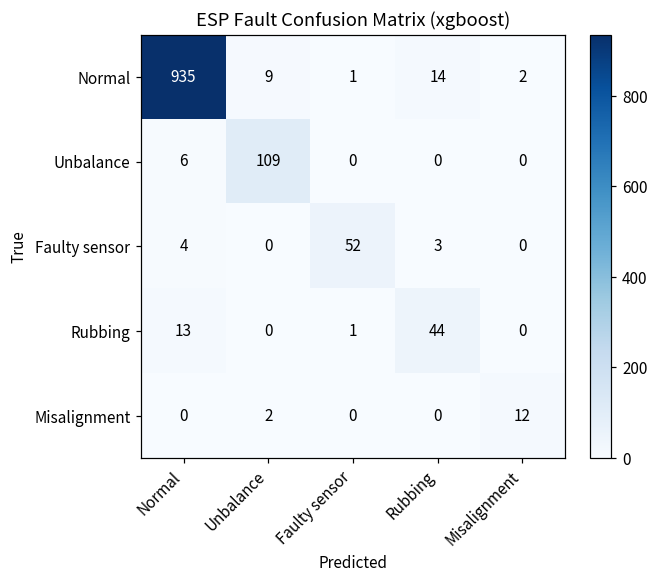 ESP Fault Confusion Matrix (xgboost)
Normal 935 9 1 14 2
Unbalance 6 109 0 0 0
Faulty sensor 4 0 52 3 0
Rubbing 13 0 1 44 0
Misalignment 0 2 0 0 12
True
Normal Unbalance Faulty sensor Rubbing Misalignment
Predicted
800
600
400
200
0